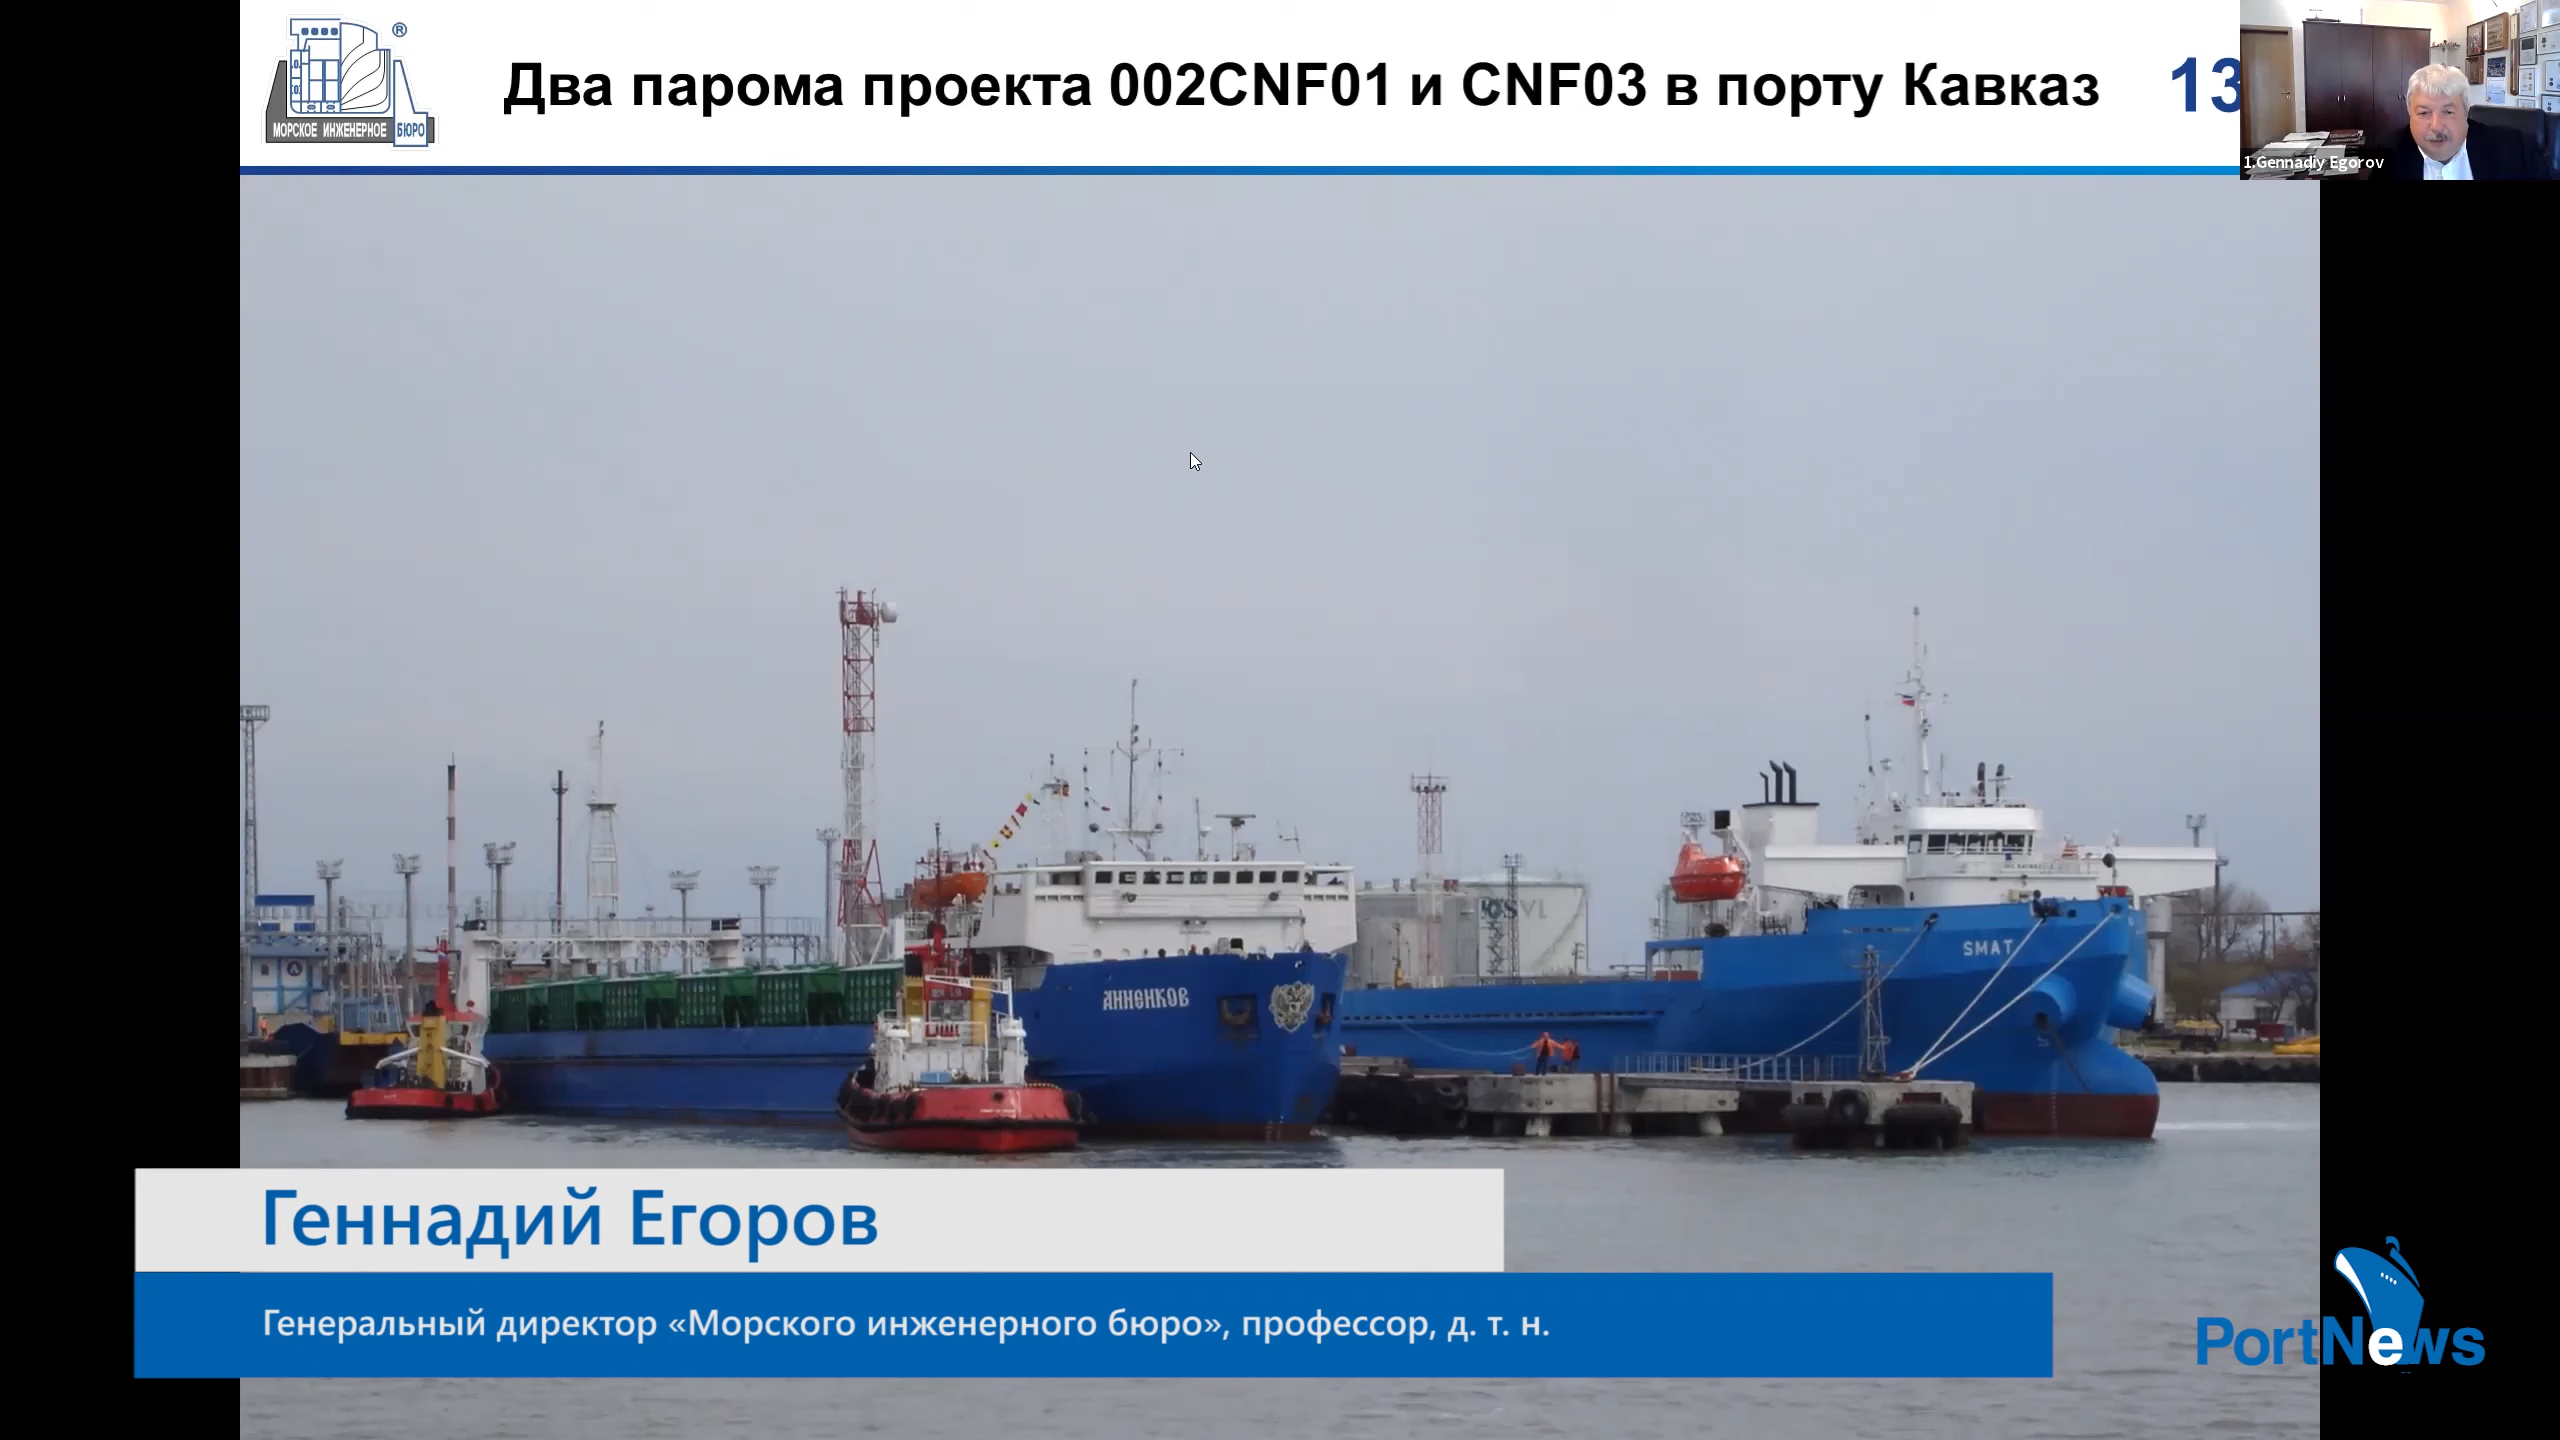 ®
МОРСКОЕ ИНЖЕНЕРНОЕ БЮРО
Два парома проекта 002CNF01 и CNF03 в порту Кавказ
13
1.Gennadiy Egorov
АННЕНКОВ
SMAT
Геннадий Егоров
Генеральный директор «Морского инженерного бюро», профессор, д. т. н.
PortNews